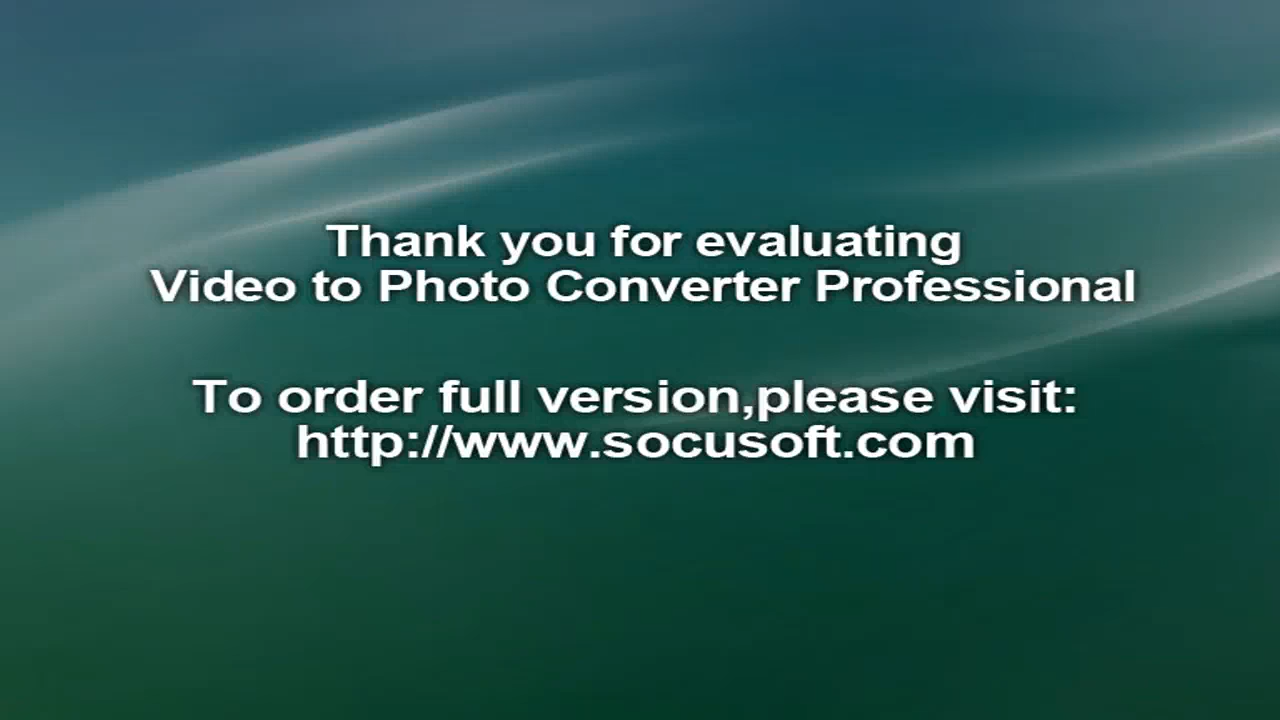 Thank you for evaluating
Video to Photo Converter Professional
To order full version,please visit:
http://www.socusoft.com